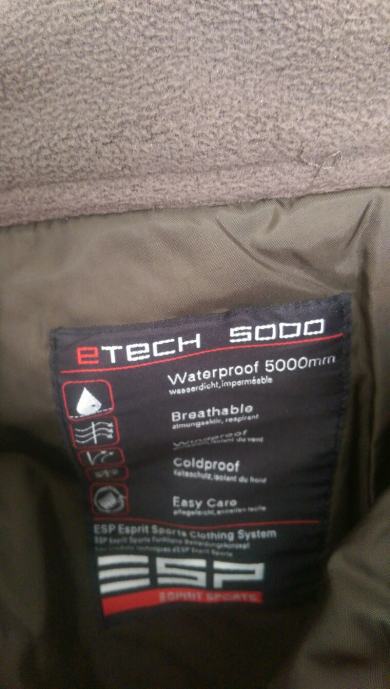 eTECH 5000
Waterproof 5000mm
wasserdicht, imperméable
Breathable
atmungsaktiv, respirant
Windproof
Coldproof
Easy Care
ESP Esprit Sports Clothing System
ESP
ESPRIT SPORTS